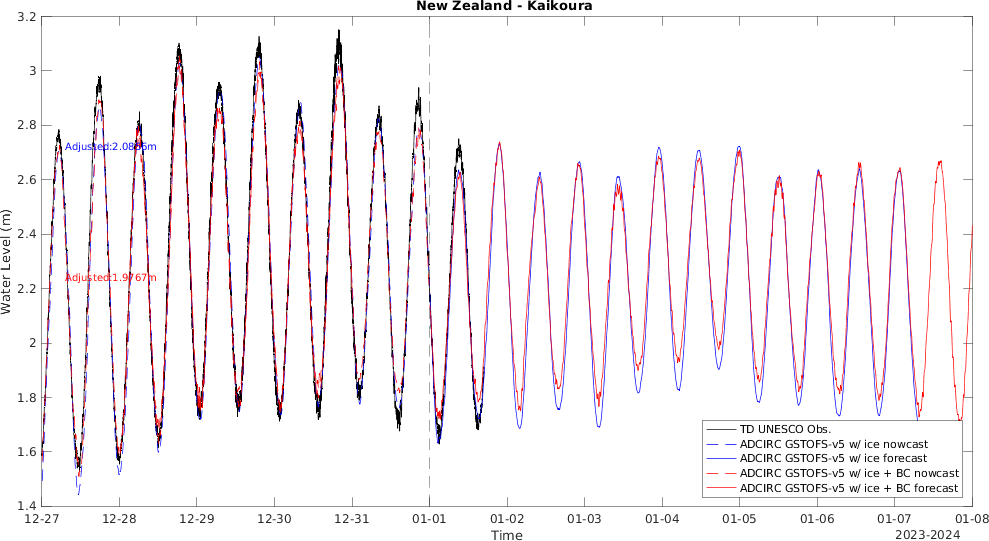 New Zealand - Kaikoura
3.2
3
2.8
2.6
2.4
2.2
2
1.8
1.6
1.4
Water Level (m)
Adjusted:2.0865m
Adjusted:1.9767m
TD UNESCO Obs.
ADCIRC GSTOFS-v5 w/ ice nowcast
ADCIRC GSTOFS-v5 w/ ice forecast
ADCIRC GSTOFS-v5 w/ ice + BC nowcast
ADCIRC GSTOFS-v5 w/ ice + BC forecast
12-27 12-28 12-29 12-30 12-31 01-01 01-02 01-03 01-04 01-05 01-06 01-07 01-08
Time
2023-2024